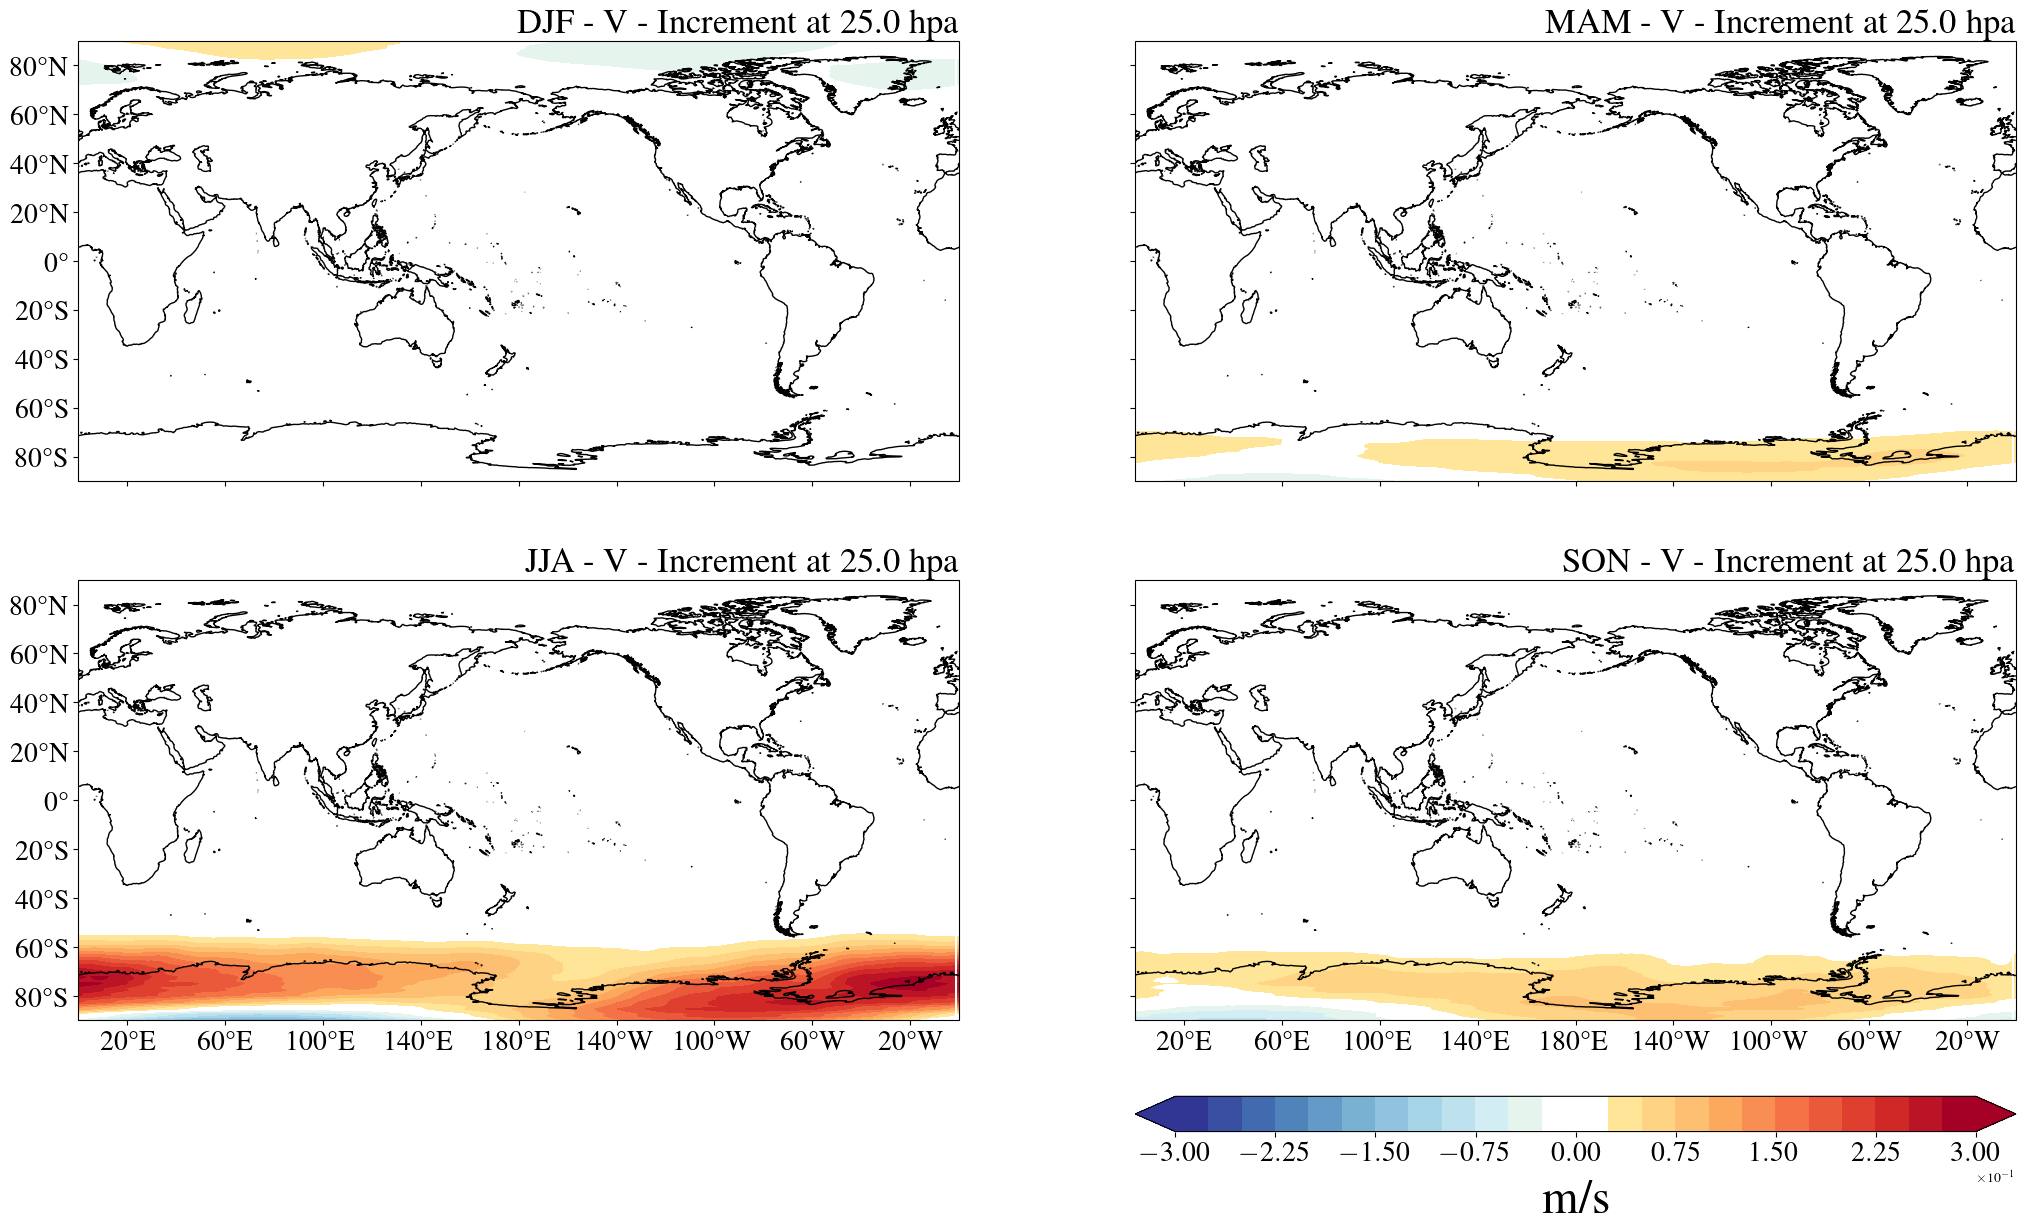 DJF - V - Increment at 25.0 hpa
MAM - V - Increment at 25.0 hpa
80°N
60°N
40°N
20°N
0°
20°S
40°S
60°S
80°S
JJA - V - Increment at 25.0 hpa
SON - V - Increment at 25.0 hpa
80°N
60°N
40°N
20°N
0°
20°S
40°S
60°S
80°S
20°E 60°E 100°E 140°E 180°E 140°W 100°W 60°W 20°W
20°E 60°E 100°E 140°E 180°E 140°W 100°W 60°W 20°W
−3.00 −2.25 −1.50 −0.75 0.00 0.75 1.50 2.25 3.00
×10⁻¹
m/s